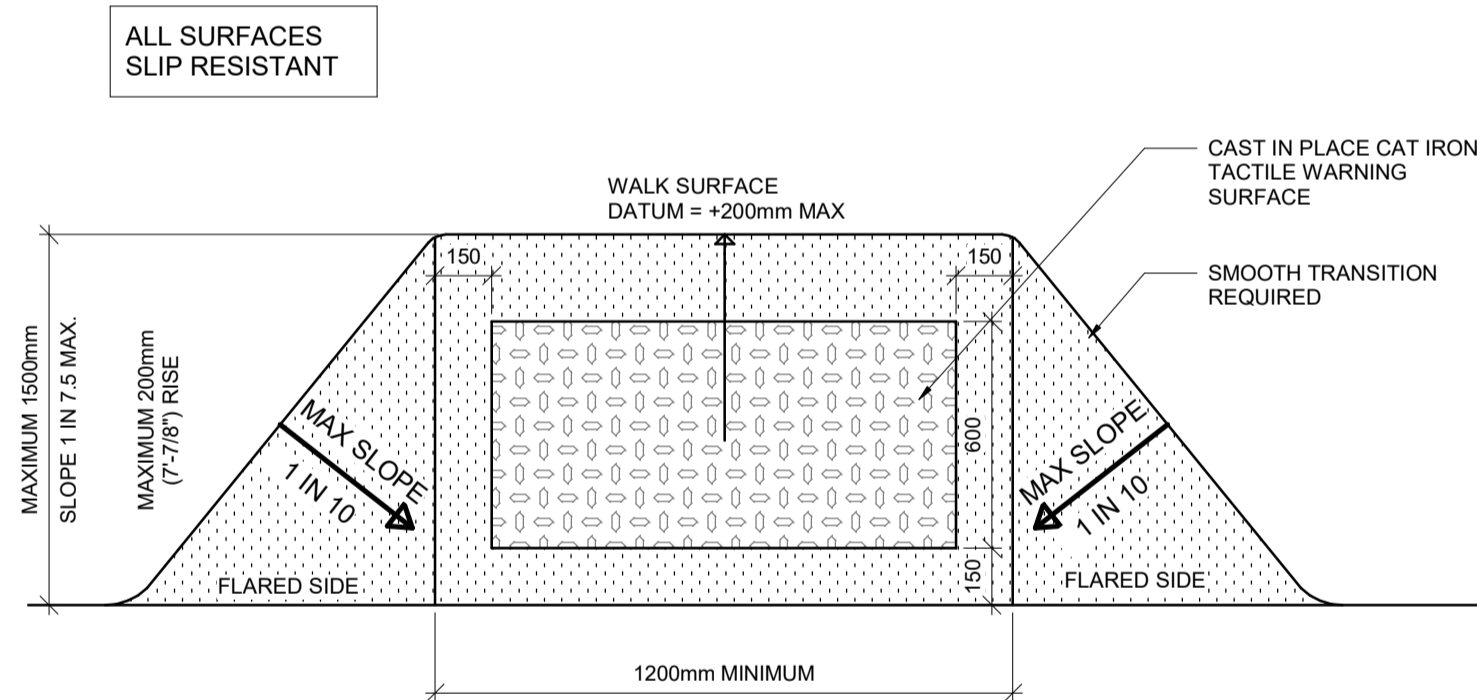 ALL SURFACES
SLIP RESISTANT
CAST IN PLACE CAT IRON
TACTILE WARNING
SURFACE
WALK SURFACE
DATUM = +200mm MAX
150
150
SMOOTH TRANSITION
REQUIRED
MAXIMUM 1500mm
SLOPE 1 IN 7.5 MAX.
MAXIMUM 200mm
(7'-7/8") RISE
MAX SLOPE
1 IN 10
600
MAX SLOPE
1 IN 10
150
FLARED SIDE
FLARED SIDE
1200mm MINIMUM